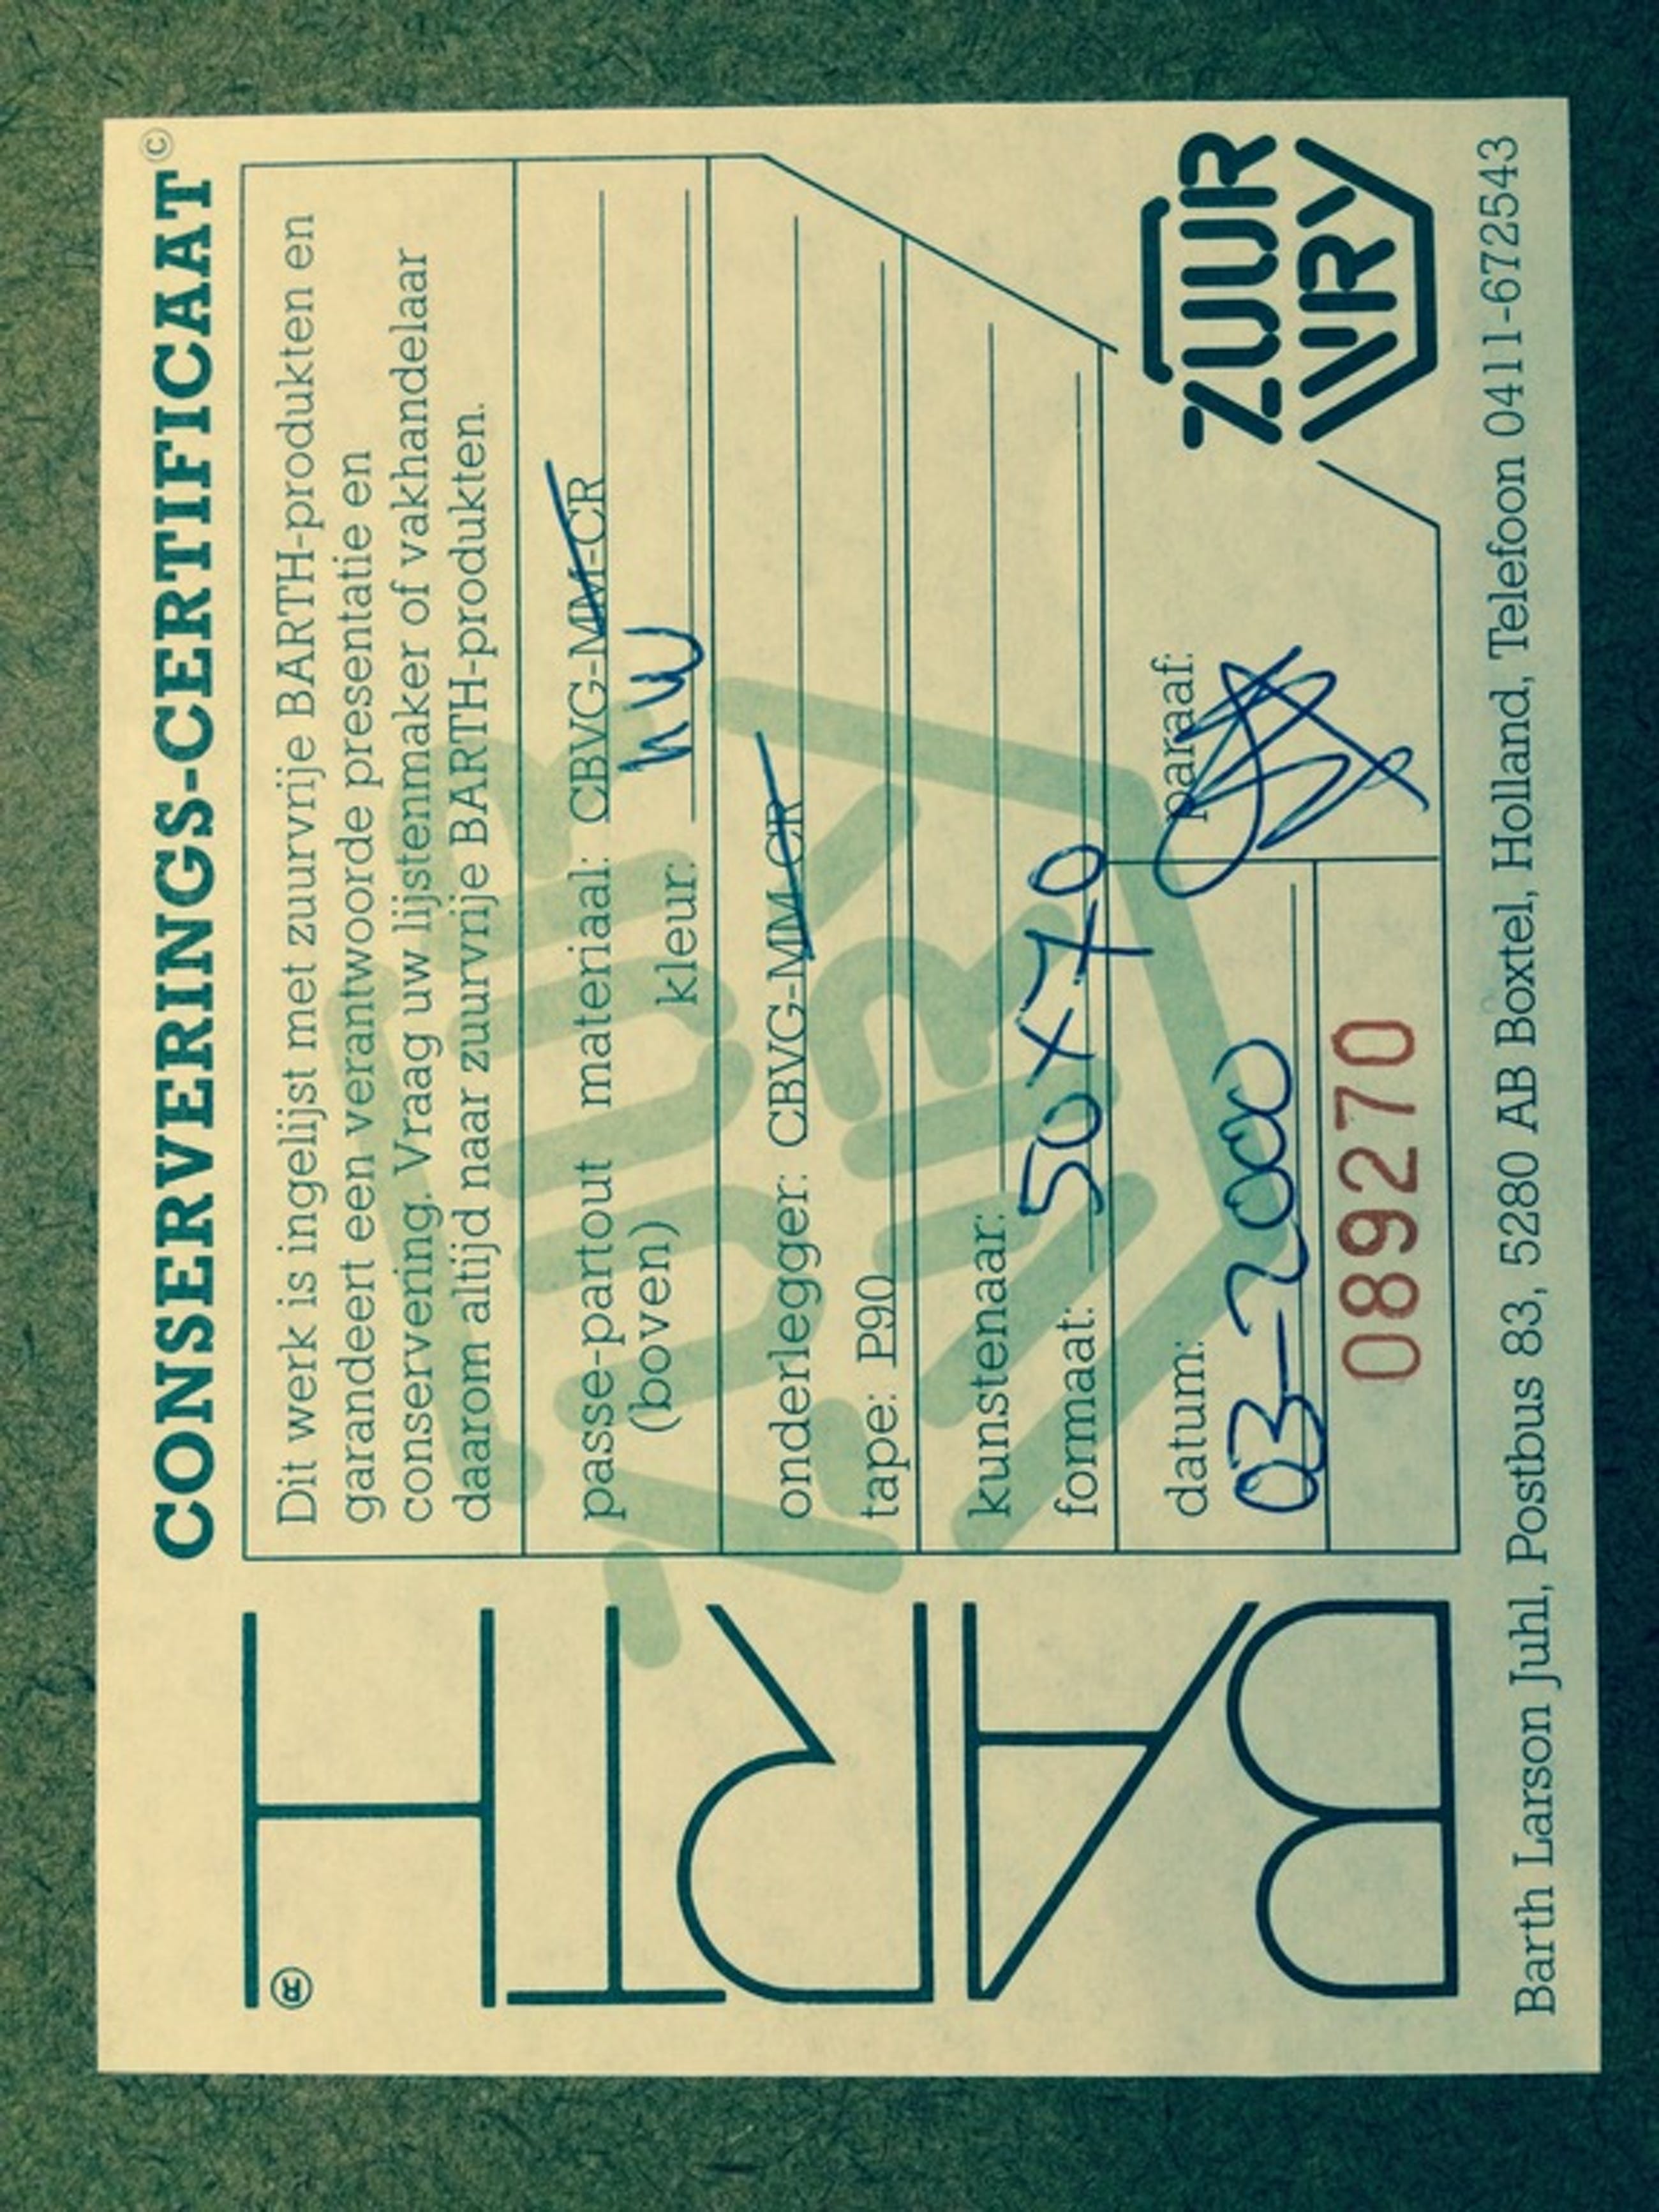 CONSERVERINGS-CERTIFICAAT©
BARTH
Dit werk is ingelijst met zuurvrije BARTH-produkten en
garandeert een verantwoorde presentatie en
conservering. Vraag uw lijstenmaker of vakhandelaar
daarom altijd naar zuurvrije BARTH-produkten.
passe-partout materiaal: CBVG-MM-CR
(boven) kleur:
onderlegger: CBVG-MM-CR
tape: P90
kunstenaar:
formaat: 50x70
datum: paraaf:
03-2000
089270
ZUUR
VRY
Barth Larson Juhl, Postbus 83, 5280 AB Boxtel, Holland, Telefoon 0411-672543